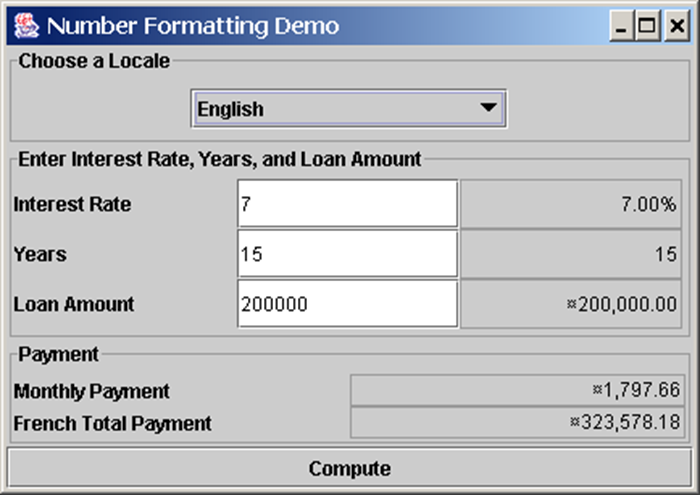 Number Formatting Demo
Choose a Locale
English
Enter Interest Rate, Years, and Loan Amount
Interest Rate 7 7.00%
Years 15 15
Loan Amount 200000 ¤200,000.00
Payment
Monthly Payment ¤1,797.66
French Total Payment ¤323,578.18
Compute